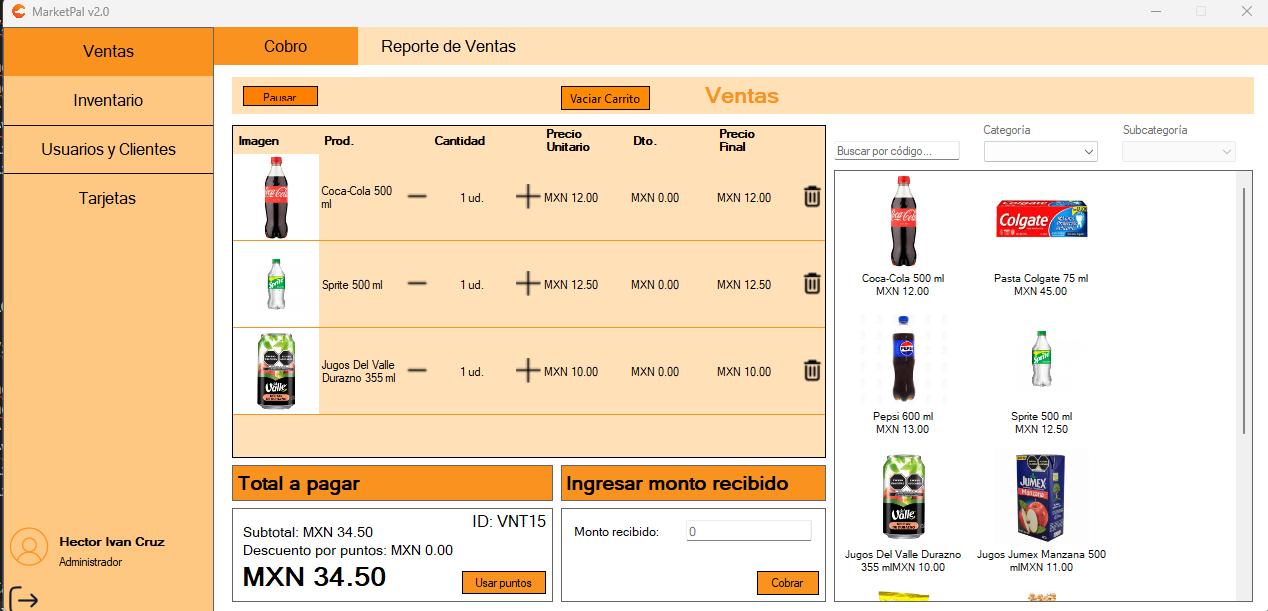 MarketPal v2.0
Ventas
Inventario
Usuarios y Clientes
Tarjetas
Hector Ivan Cruz
Administrador
Cobro
Reporte de Ventas
Pausar
Vaciar Carrito
Ventas
Imagen
Prod.
Cantidad
Precio
Unitario
Dto.
Precio
Final
Coca-Cola 500
ml
1 ud.
MXN 12.00
MXN 0.00
MXN 12.00
Sprite 500 ml
1 ud.
MXN 12.50
MXN 0.00
MXN 12.50
Jugos Del Valle
Durazno 355 ml
1 ud.
MXN 10.00
MXN 0.00
MXN 10.00
Total a pagar
ID: VNT15
Subtotal: MXN 34.50
Descuento por puntos: MXN 0.00
MXN 34.50
Usar puntos
Ingresar monto recibido
Monto recibido:
0
Cobrar
Buscar por código...
Categoría
Subcategoría
Coca-Cola 500 ml
MXN 12.00
Colgate
Pasta Colgate 75 ml
MXN 45.00
PEPSI
Pepsi 600 ml
MXN 13.00
Sprite
Sprite 500 ml
MXN 12.50
Valle
Jugos Del Valle Durazno
355 mlMXN 10.00
JUMEX
Manzana
Jugos Jumex Manzana 500
mlMXN 11.00